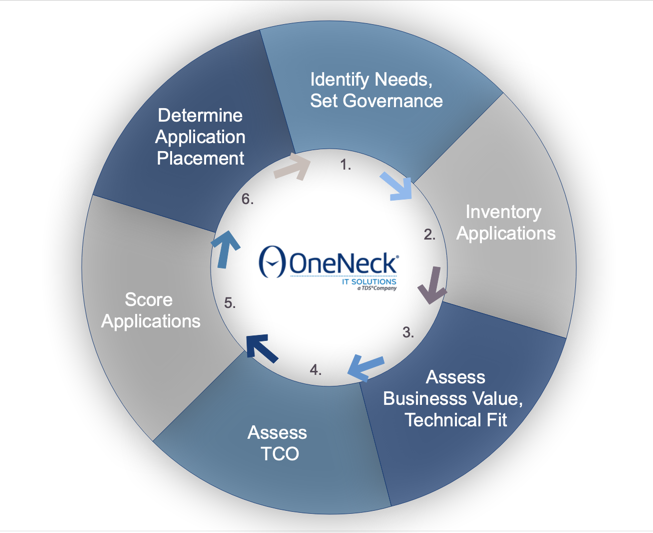 Identify Needs,
Set Governance
1.
Inventory
Applications
2.
Assess
Businesss Value,
Technical Fit
3.
Assess
TCO
4.
Score
Applications
5.
Determine
Application
Placement
6.
OneNeck®
IT SOLUTIONS
a TDS® Company